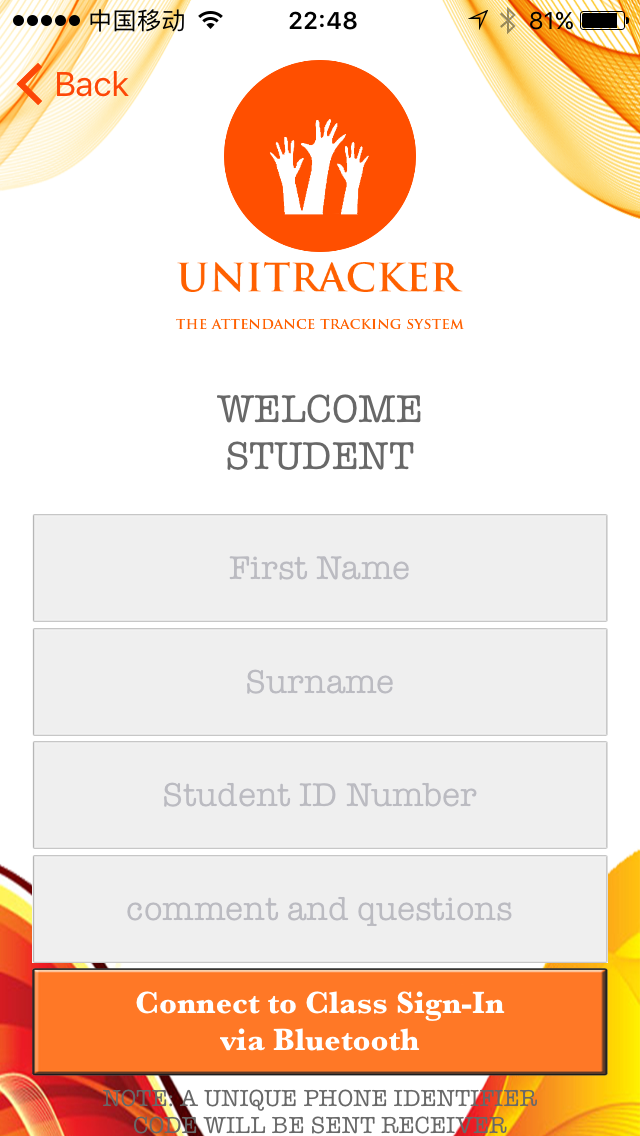 中国移动 22:48 81%
Back
UNITRACKER
THE ATTENDANCE TRACKING SYSTEM
WELCOME
STUDENT
First Name
Surname
Student ID Number
comment and questions
Connect to Class Sign-In
via Bluetooth
NOTE: A UNIQUE PHONE IDENTIFIER
CODE WILL BE SENT RECEIVER